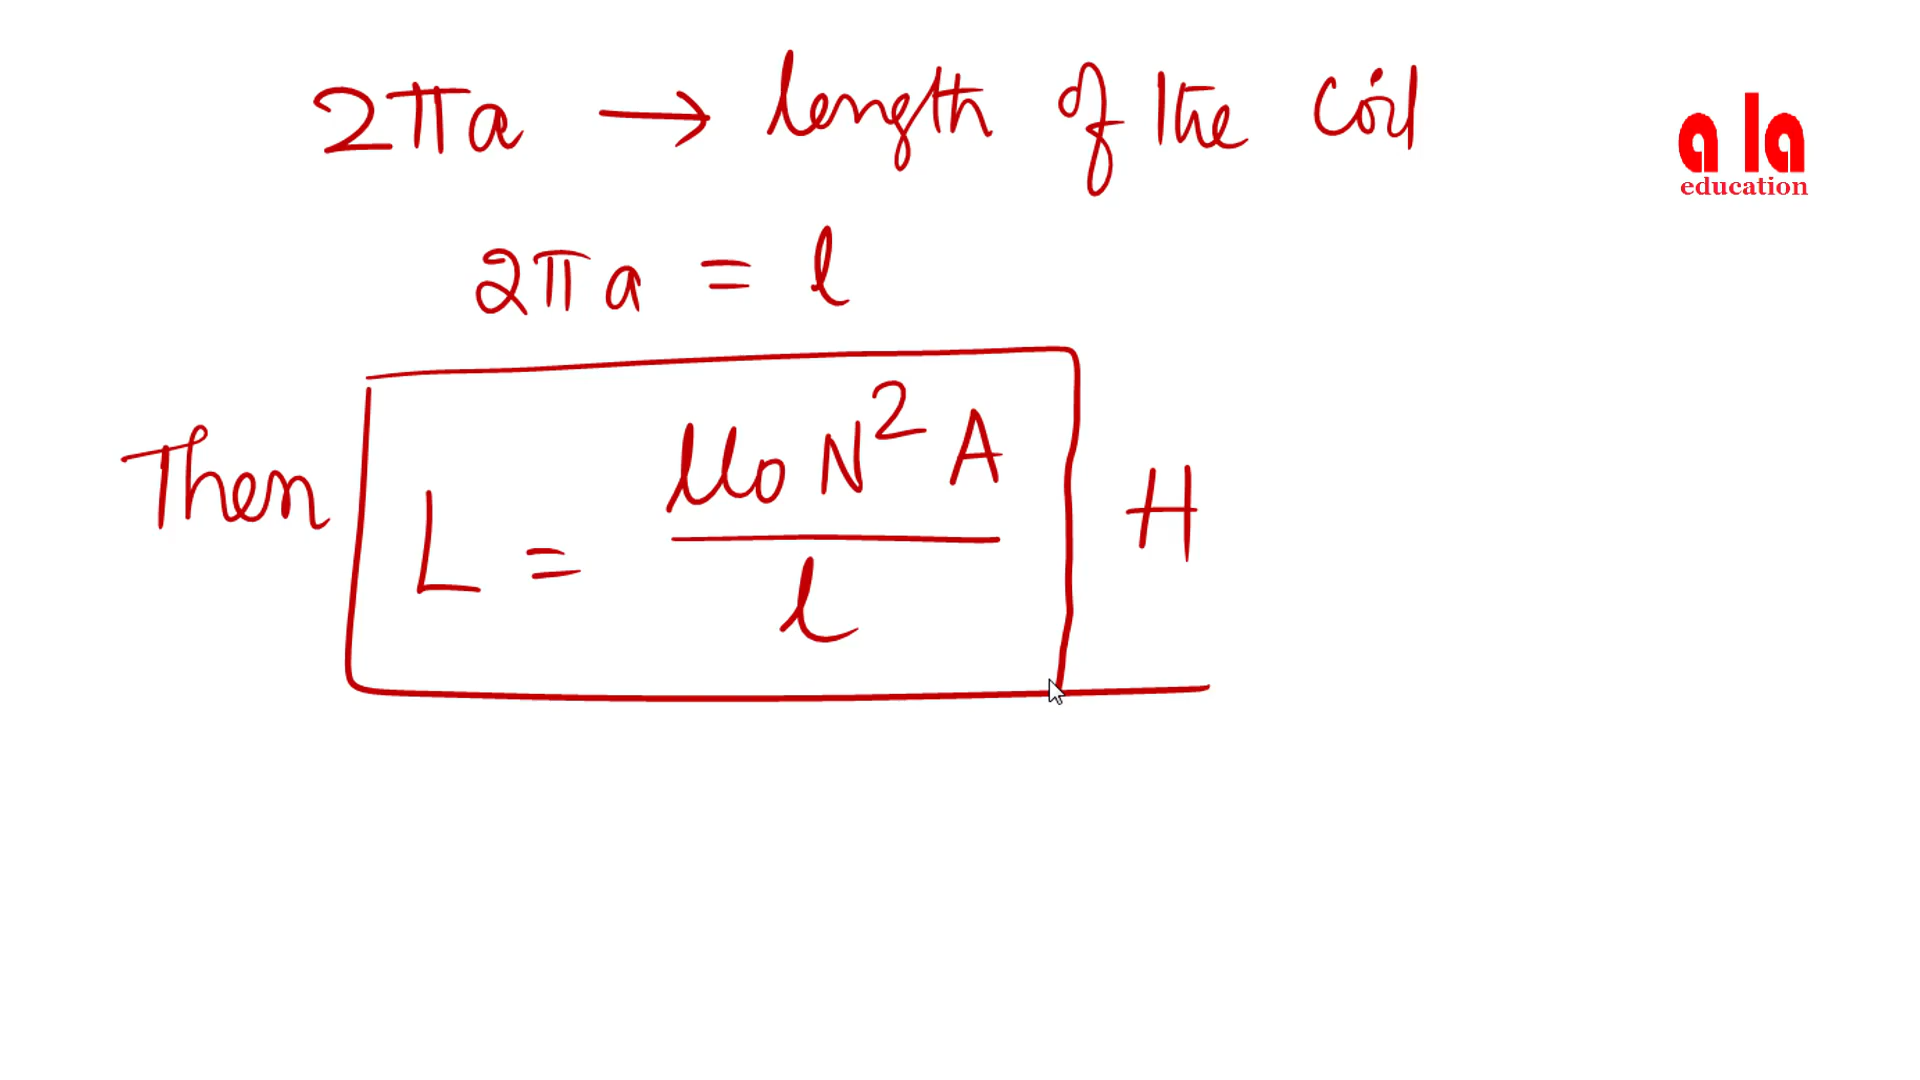 2πa → length of the coil
a la
education
2πa = l
Then L = μ₀ N² A / l H